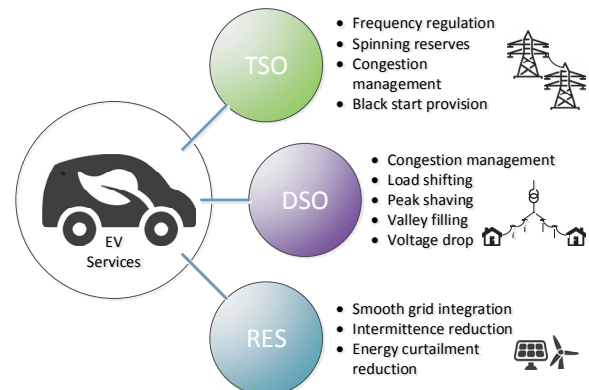 TSO
• Frequency regulation
• Spinning reserves
• Congestion
management
• Black start provision
EV
Services
DSO
• Congestion management
• Load shifting
• Peak shaving
• Valley filling
• Voltage drop
RES
• Smooth grid integration
• Intermittence reduction
• Energy curtailment
reduction